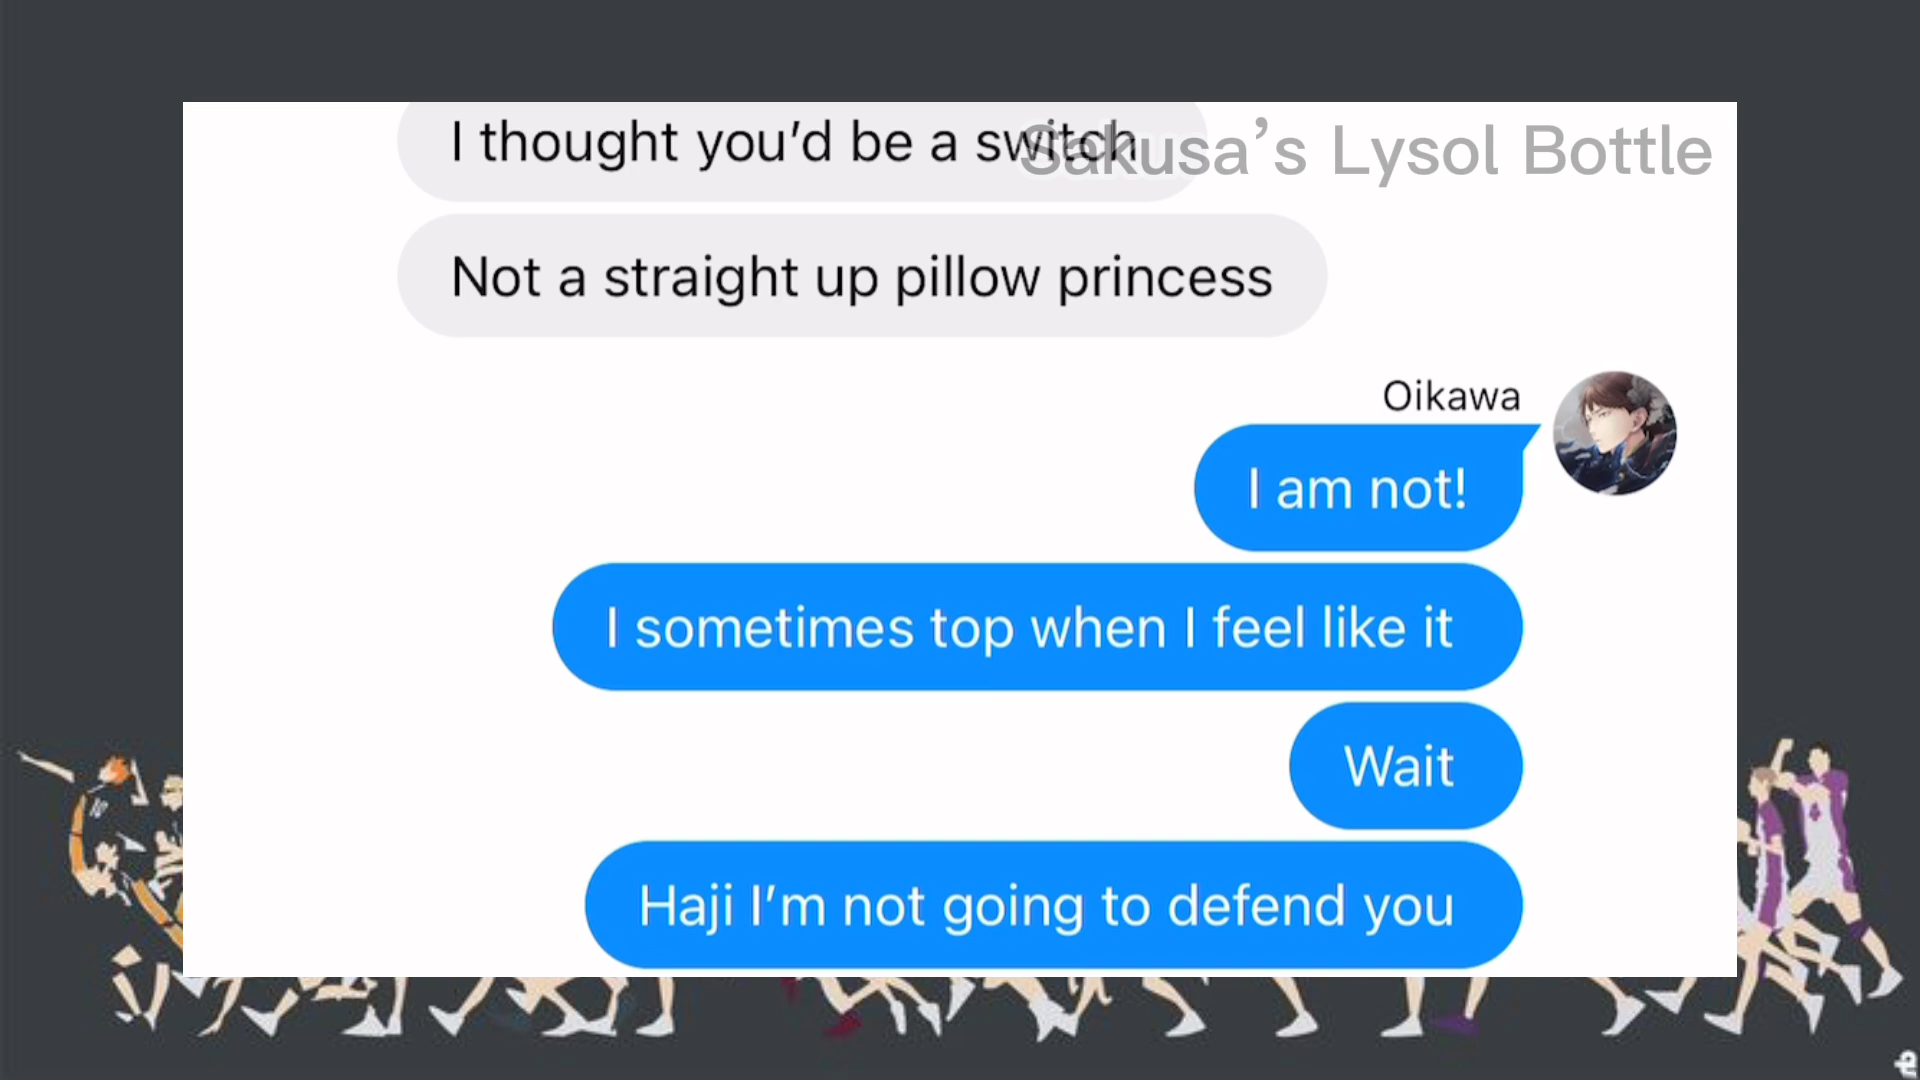 I thought you’d be a switch
Sakusa’s Lysol Bottle
Not a straight up pillow princess
Oikawa
I am not!
I sometimes top when I feel like it
Wait
Haji I’m not going to defend you